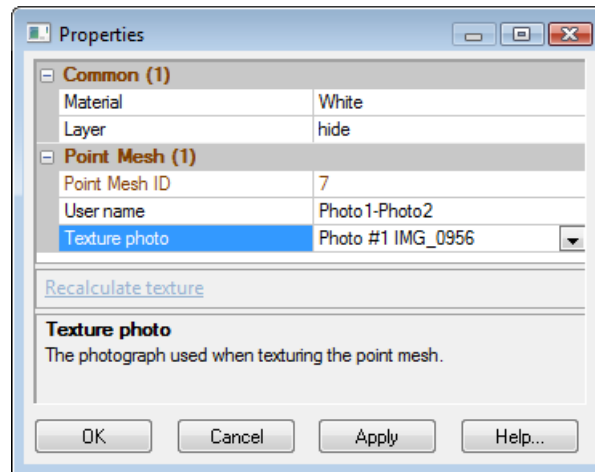 Properties
Common (1)
Material White
Layer hide
Point Mesh (1)
Point Mesh ID 7
User name Photo1-Photo2
Texture photo Photo #1 IMG_0956
Recalculate texture
Texture photo
The photograph used when texturing the point mesh.
OK Cancel Apply Help...